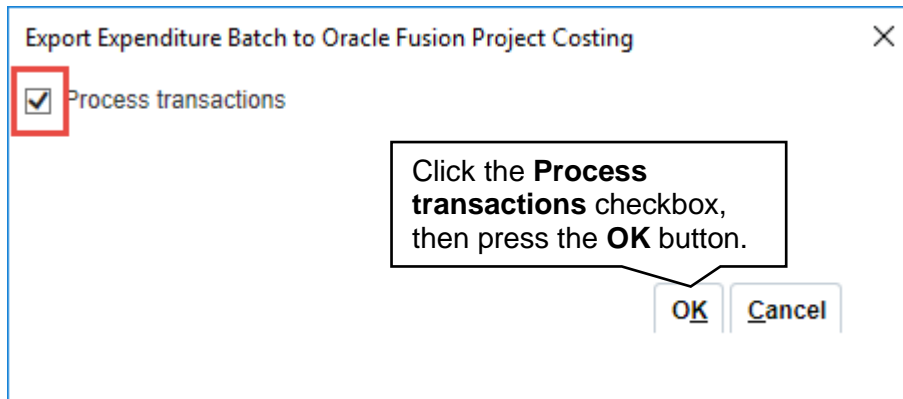 Export Expenditure Batch to Oracle Fusion Project Costing
Process transactions
Click the Process
transactions checkbox,
then press the OK button.
OK Cancel